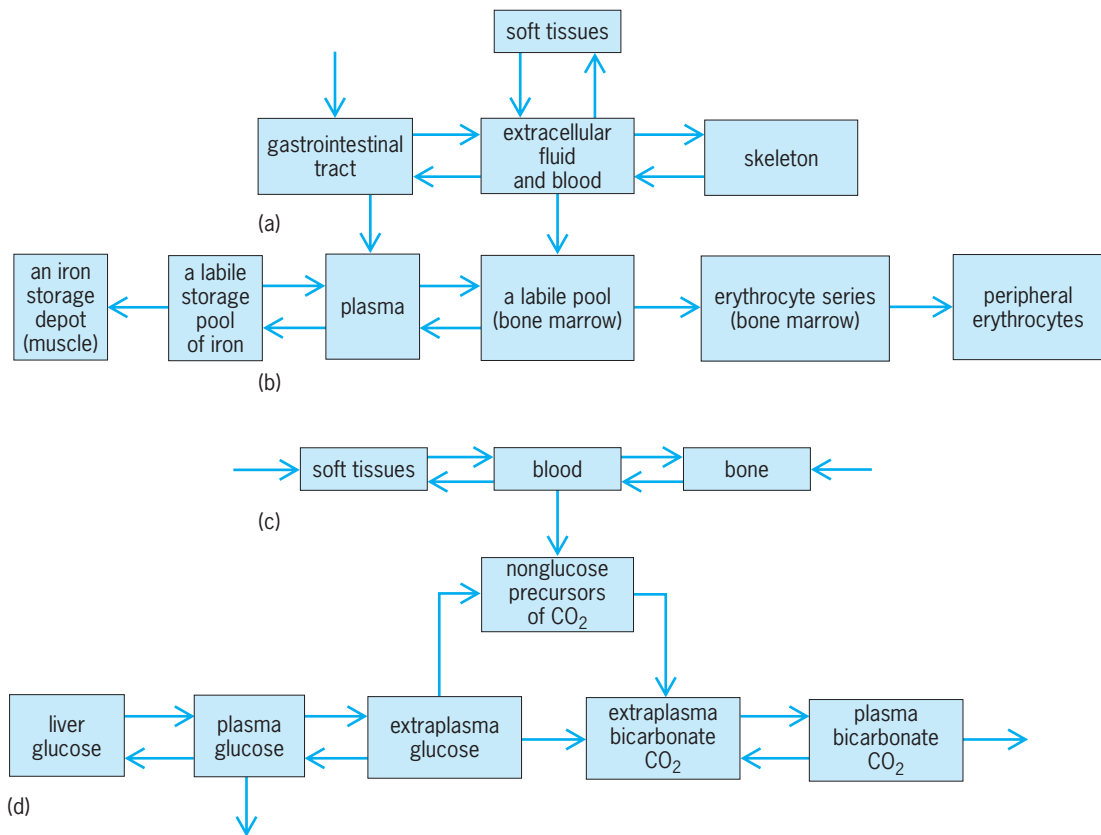 soft tissues
gastrointestinal
tract
extracellular
fluid
and blood
skeleton
(a)
an iron
storage
depot
(muscle)
a labile
storage
pool
of iron
plasma
a labile pool
(bone marrow)
erythrocyte series
(bone marrow)
peripheral
erythrocytes
(b)
soft tissues
blood
bone
(c)
nonglucose
precursors
of CO₂
liver
glucose
plasma
glucose
extraplasma
glucose
extraplasma
bicarbonate
CO₂
plasma
bicarbonate
CO₂
(d)